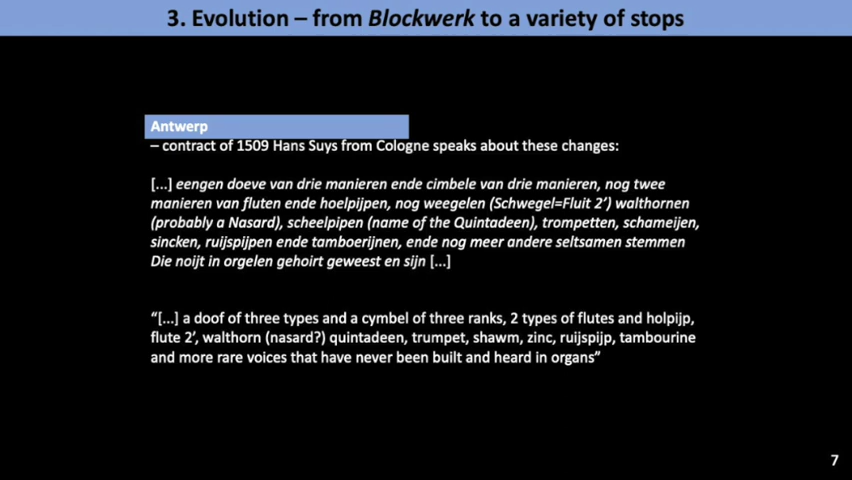 3. Evolution – from Blockwerk to a variety of stops
Antwerp
– contract of 1509 Hans Suys from Cologne speaks about these changes:
[...] eengen doeve van drie manieren ende cimbele van drie manieren, nog twee
manieren van fluten ende hoelpijpen, nog weegelen (Schwegel=Fluit 2’) walthornen
(probably a Nasard), scheelpipen (name of the Quintadeen), trompetten, schameijen,
sincken, ruijspijpen ende tamboerijnen, ende nog meer andere seltsamen stemmen
Die noijt in orgelen gehoirt geweest en sijn [...]
“[...] a doof of three types and a cymbel of three ranks, 2 types of flutes and holpijp,
flute 2’, walthorn (nasard?) quintadeen, trumpet, shawm, zinc, ruijspijp, tambourine
and more rare voices that have never been built and heard in organs”
7